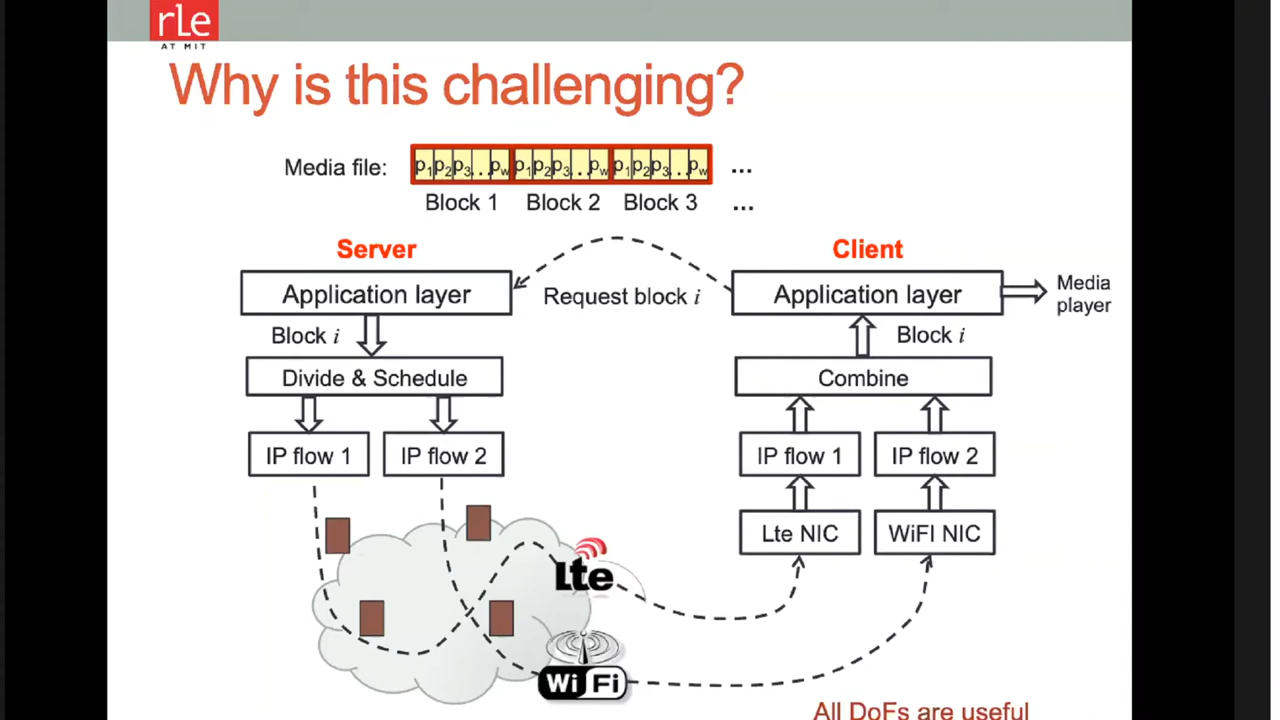 rLe
AT MIT
Why is this challenging?
Media file: p1 p2 p3 ... pw p1 p2 p3 ... pw p1 p2 p3 ... pw ...
Block 1 Block 2 Block 3 ...
Server Client
Application layer Request block i Application layer Media player
Block i Block i
Divide & Schedule Combine
IP flow 1 IP flow 2 IP flow 1 IP flow 2
Lte NIC WiFI NIC
Lte
WiFi
All DoFs are useful